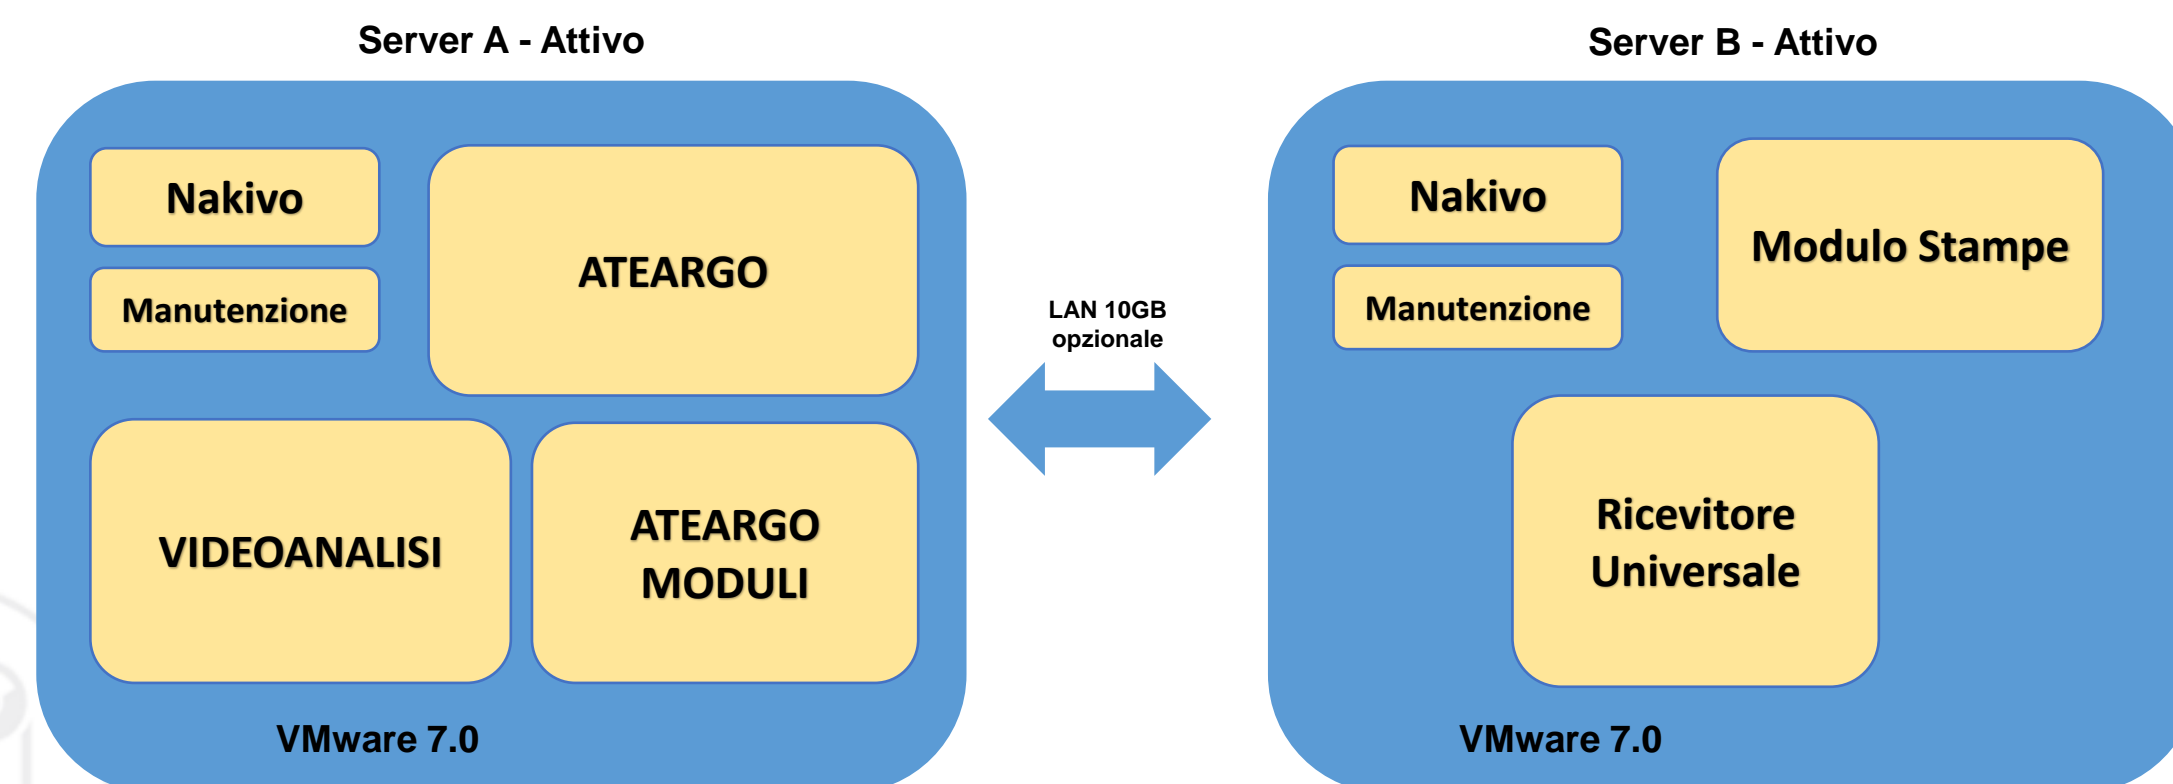 Server A - Attivo
Nakivo
Manutenzione
ATEARGO
VIDEOANALISI
ATEARGO
MODULI
VMware 7.0
LAN 10GB
opzionale
Server B - Attivo
Nakivo
Manutenzione
Modulo Stampe
Ricevitore
Universale
VMware 7.0